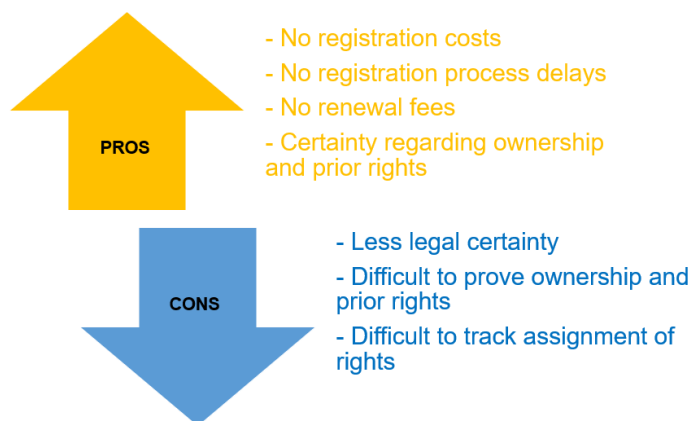 PROS
- No registration costs
- No registration process delays
- No renewal fees
- Certainty regarding ownership
and prior rights
CONS
- Less legal certainty
- Difficult to prove ownership and
prior rights
- Difficult to track assignment of
rights